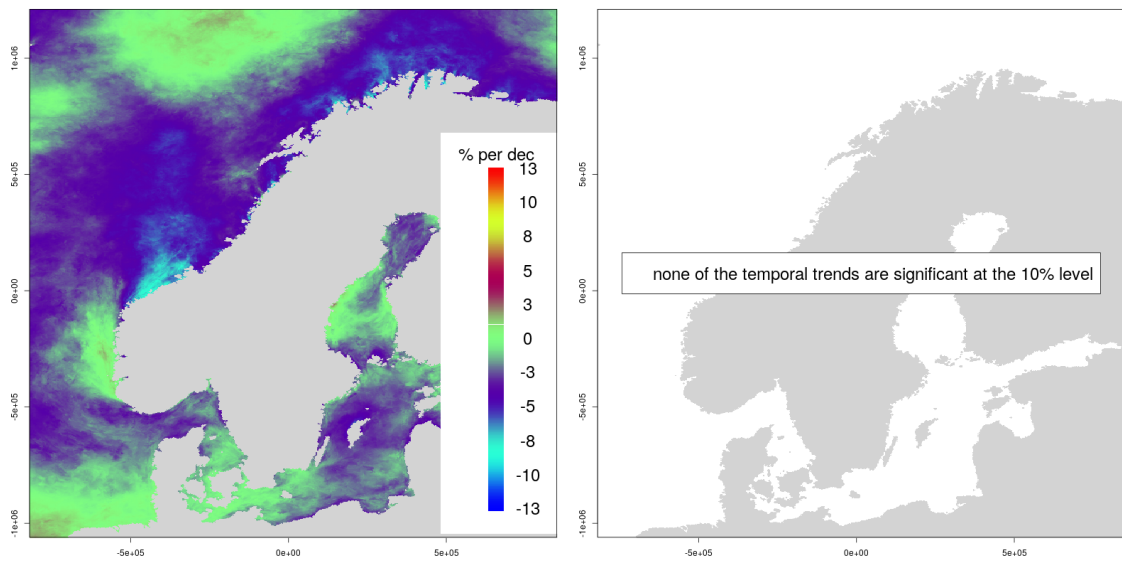 1e+06
5e+05
0e+00
-5e+05
-1e+06
-5e+05
0e+00
5e+05
% per dec
13
10
8
5
3
0
-3
-5
-8
-10
-13
1e+06
5e+05
0e+00
-5e+05
-1e+06
-5e+05
0e+00
5e+05
none of the temporal trends are significant at the 10% level